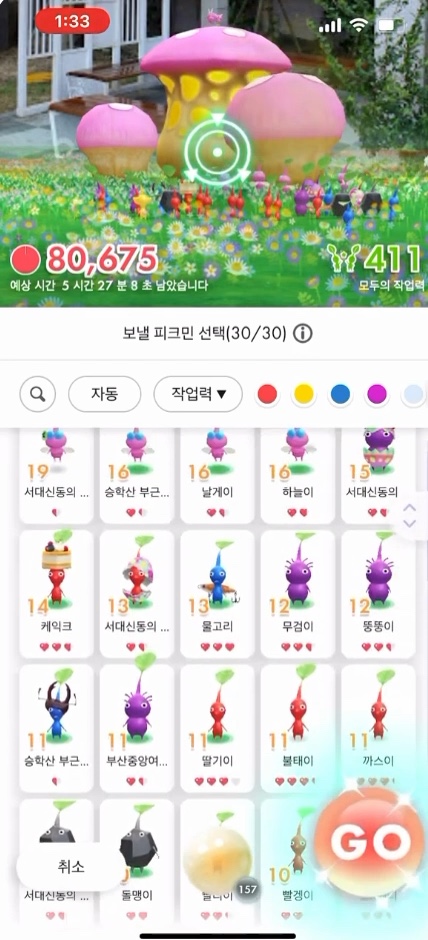 1:33
80,675
411
예상 시간 5 시간 27 분 8 초 남았습니다
모두의 작업력
보낼 피크민 선택(30/30)
자동
작업력 ▼
19 16 16 16 15
서대신동의 ... 승학산 부근... 날게이 하늘이 서대신동의
14 13 13 12 12
케익크 서대신동의 ... 물고리 무검이 뚱뚱이
11 11 11 11 11
승학산 부근... 부산중앙여... 딸기이 불태이 까스이
10
GO
취소
157
서대신동의 돌맹이 빨갱이